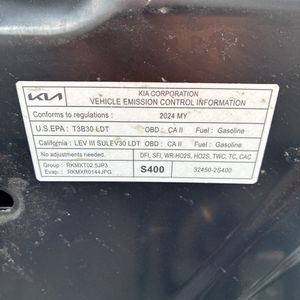 KIA
KIA CORPORATION
VEHICLE EMISSION CONTROL INFORMATION
Conforms to regulations : 2024 MY
U.S.EPA : T3B30 LDT OBD : CA II Fuel : Gasoline
California : LEV III SULEV30 LDT OBD : CA II Fuel : Gasoline
No adjustments needed. DFI, SFI, WR-HO2S, HO2S, TWC, TC, CAC
Group : RKMXT02.5JP3
Evap : RKMXR0144JPG
S400
32450-2S400